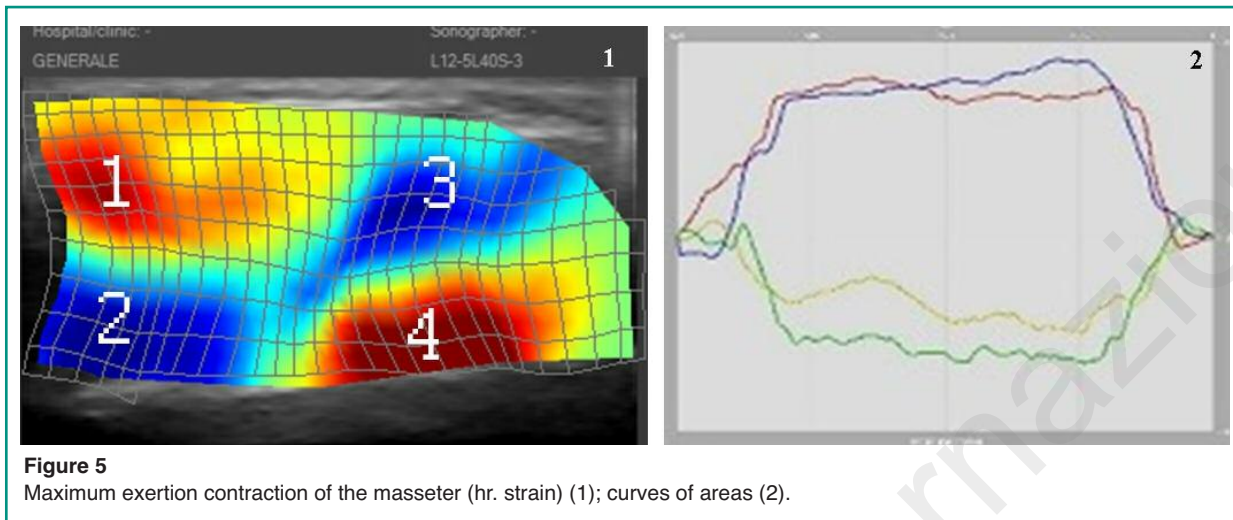 Hospital/clinic: - Sonographer: -
GENERALE L12-5L40S-3 1
1
3
2
4
2
Figure 5
Maximum exertion contraction of the masseter (hr. strain) (1); curves of areas (2).